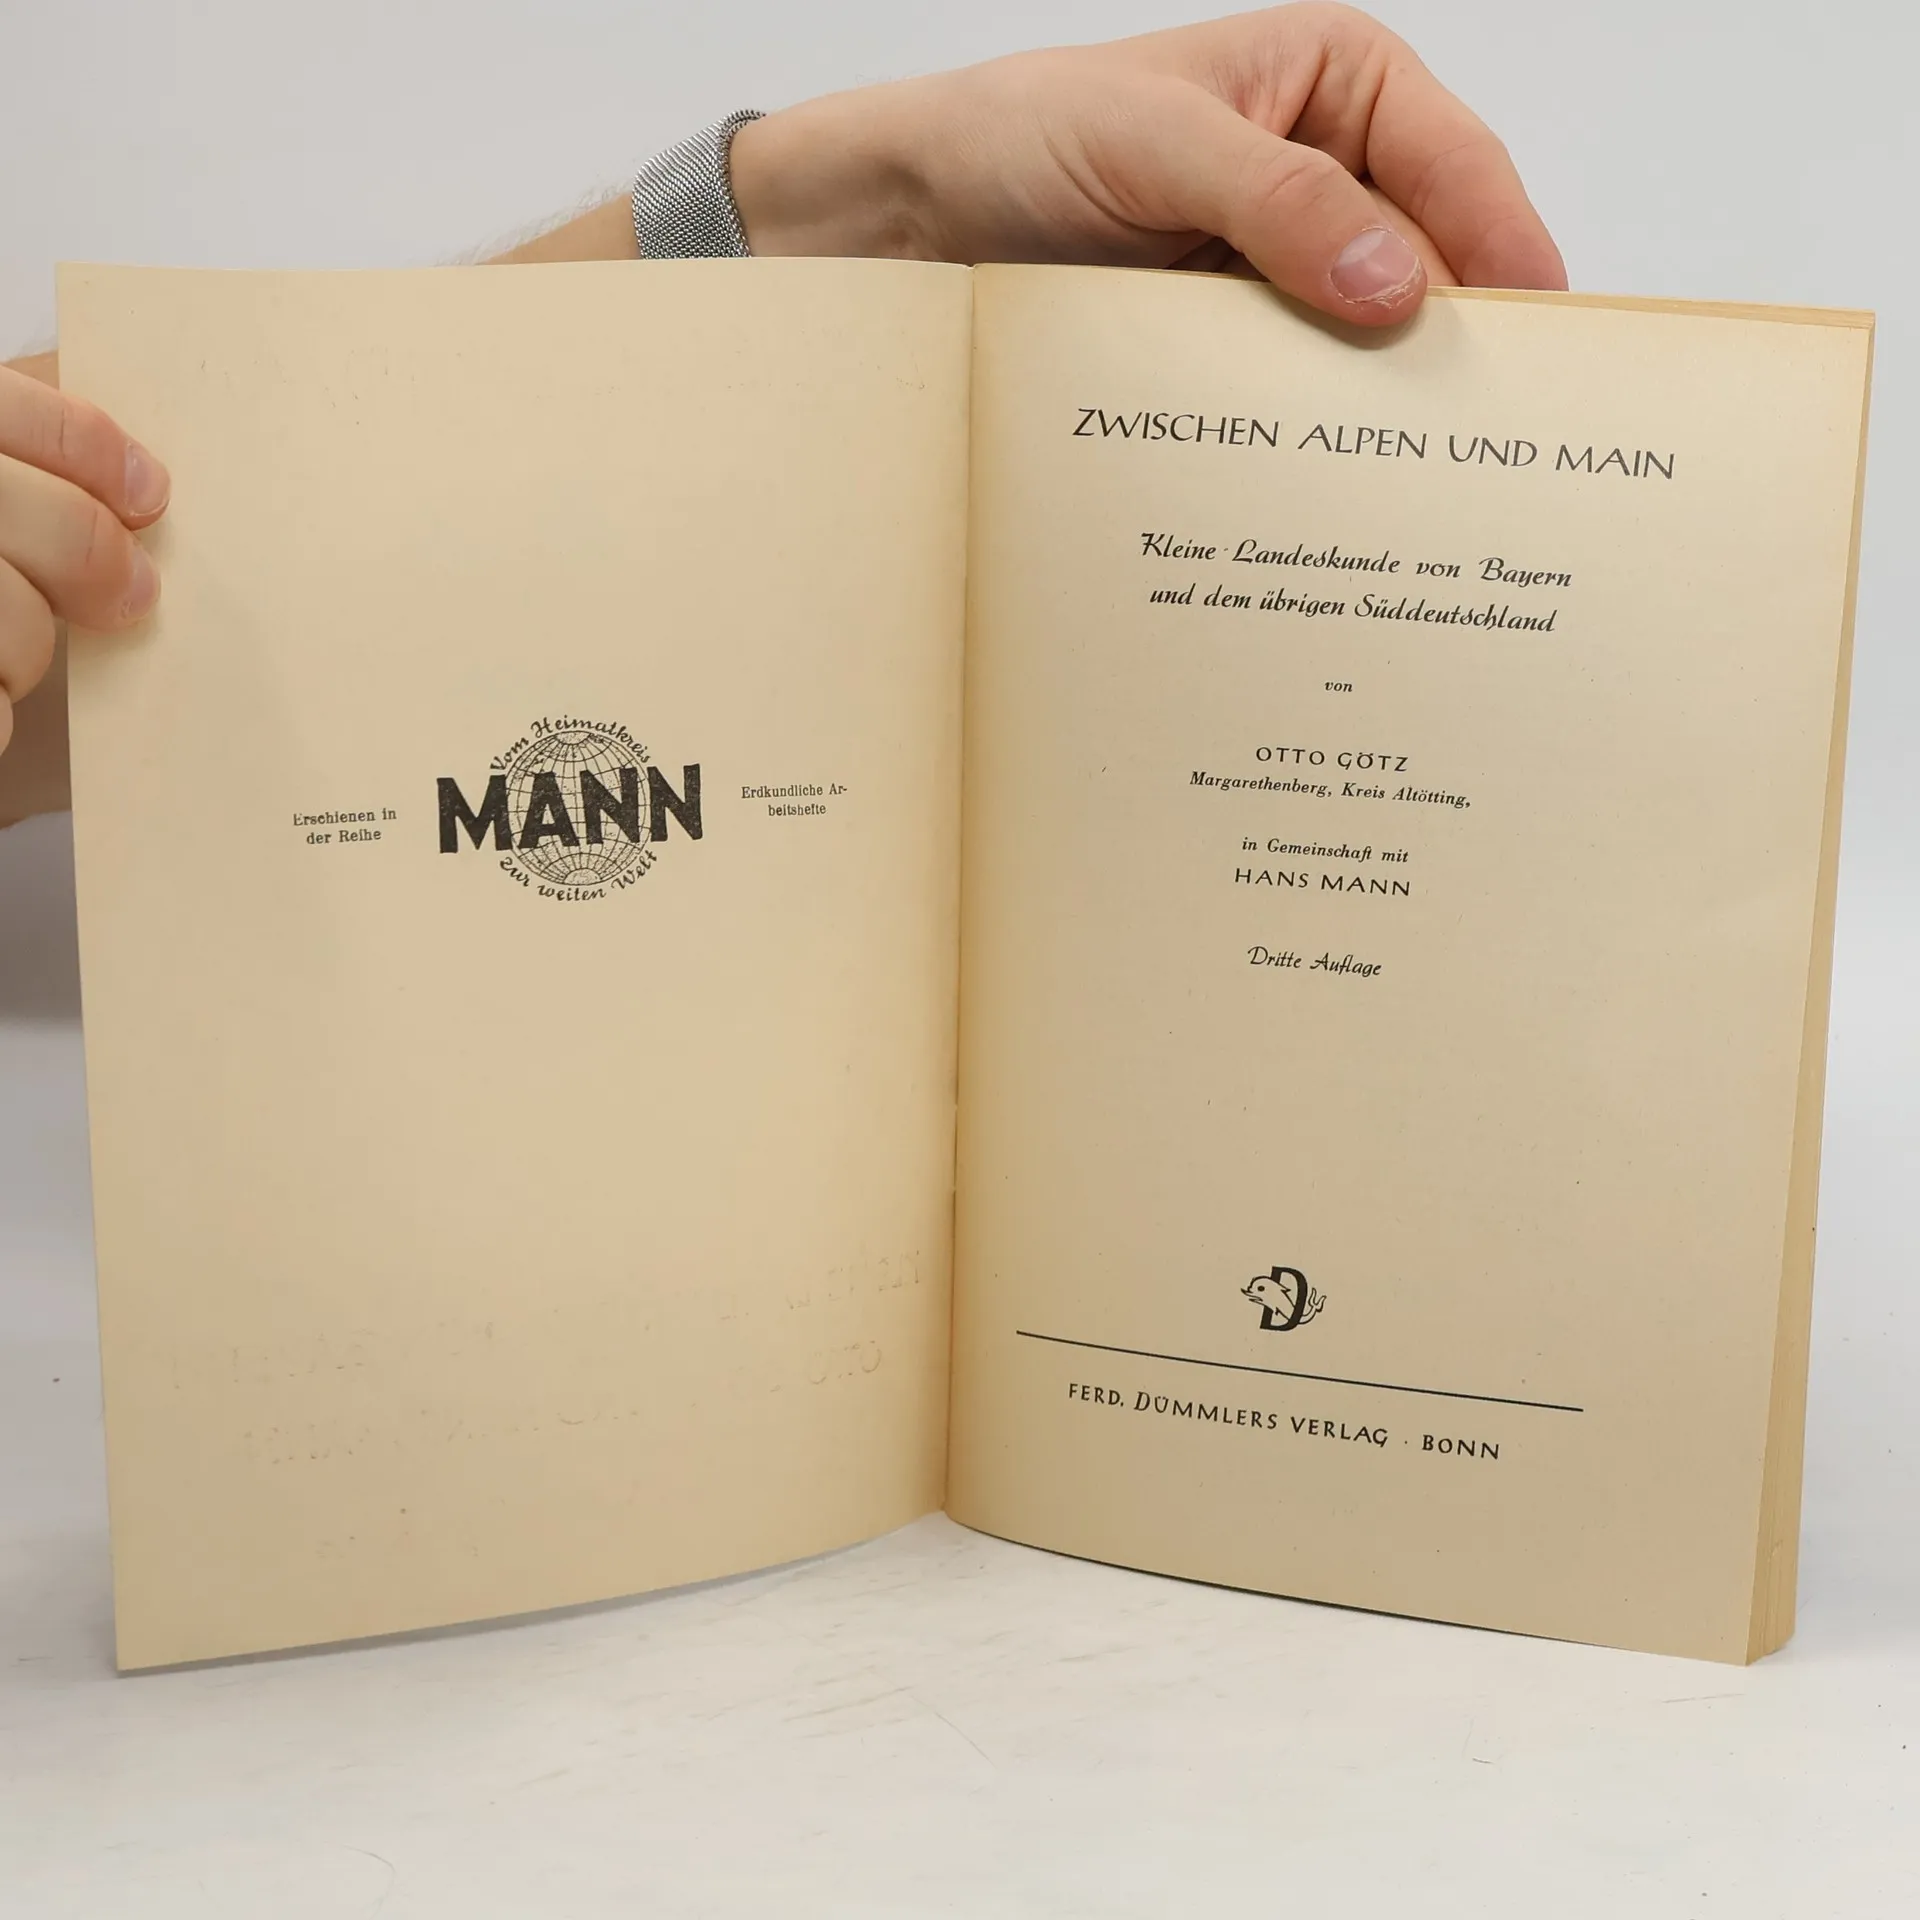 Erschienen in
der Reihe
Vom Heimatkreis
MANN
zur weiten Welt
Erdkundliche Ar-
beitshefte
ZWISCHEN ALPEN UND MAIN
Kleine Landeskunde von Bayern
und dem übrigen Süddeutschland
von
OTTO GÖTZ
Margarethenberg, Kreis Altötting,
in Gemeinschaft mit
HANS MANN
Dritte Auflage
D
FERD. DÜMMLERS VERLAG · BONN